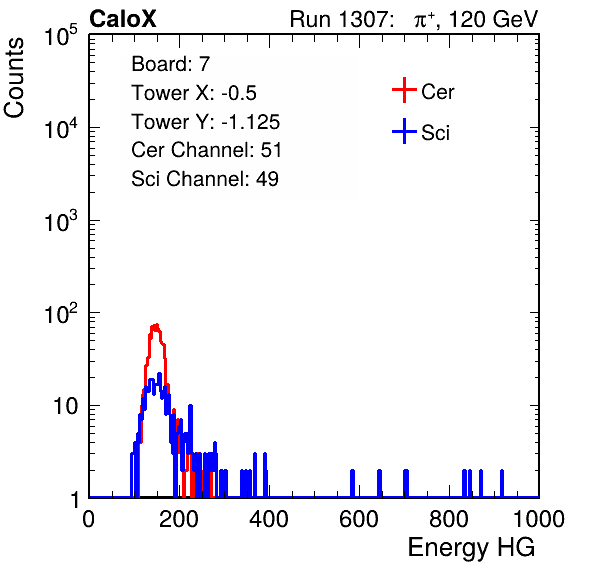 CaloX Run 1307: π⁺, 120 GeV
Counts
10⁵
10⁴
10³
10²
10
1
Board: 7
Tower X: -0.5
Tower Y: -1.125
Cer Channel: 51
Sci Channel: 49
Cer
Sci
0 200 400 600 800 1000
Energy HG